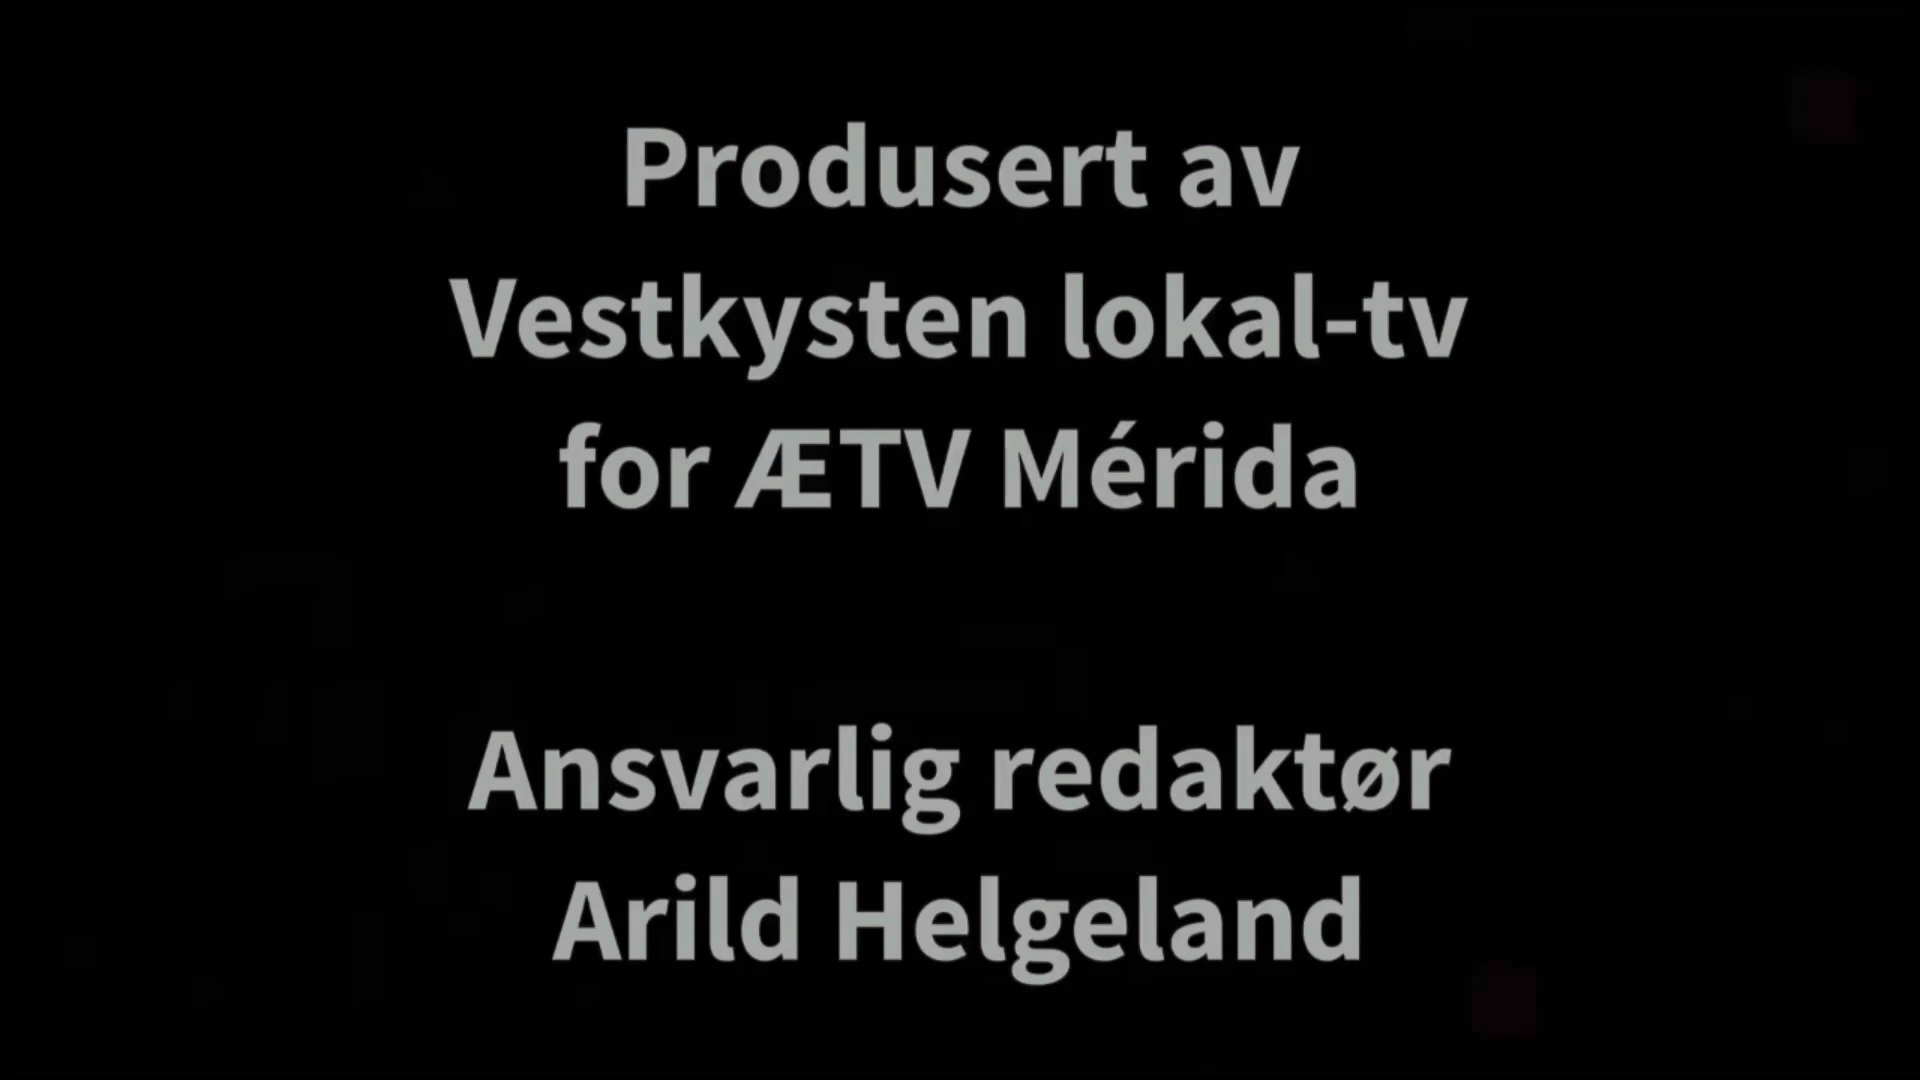 Produsert av
Vestkysten lokal-tv
for ÆTV Mérida
Ansvarlig redaktør
Arild Helgeland